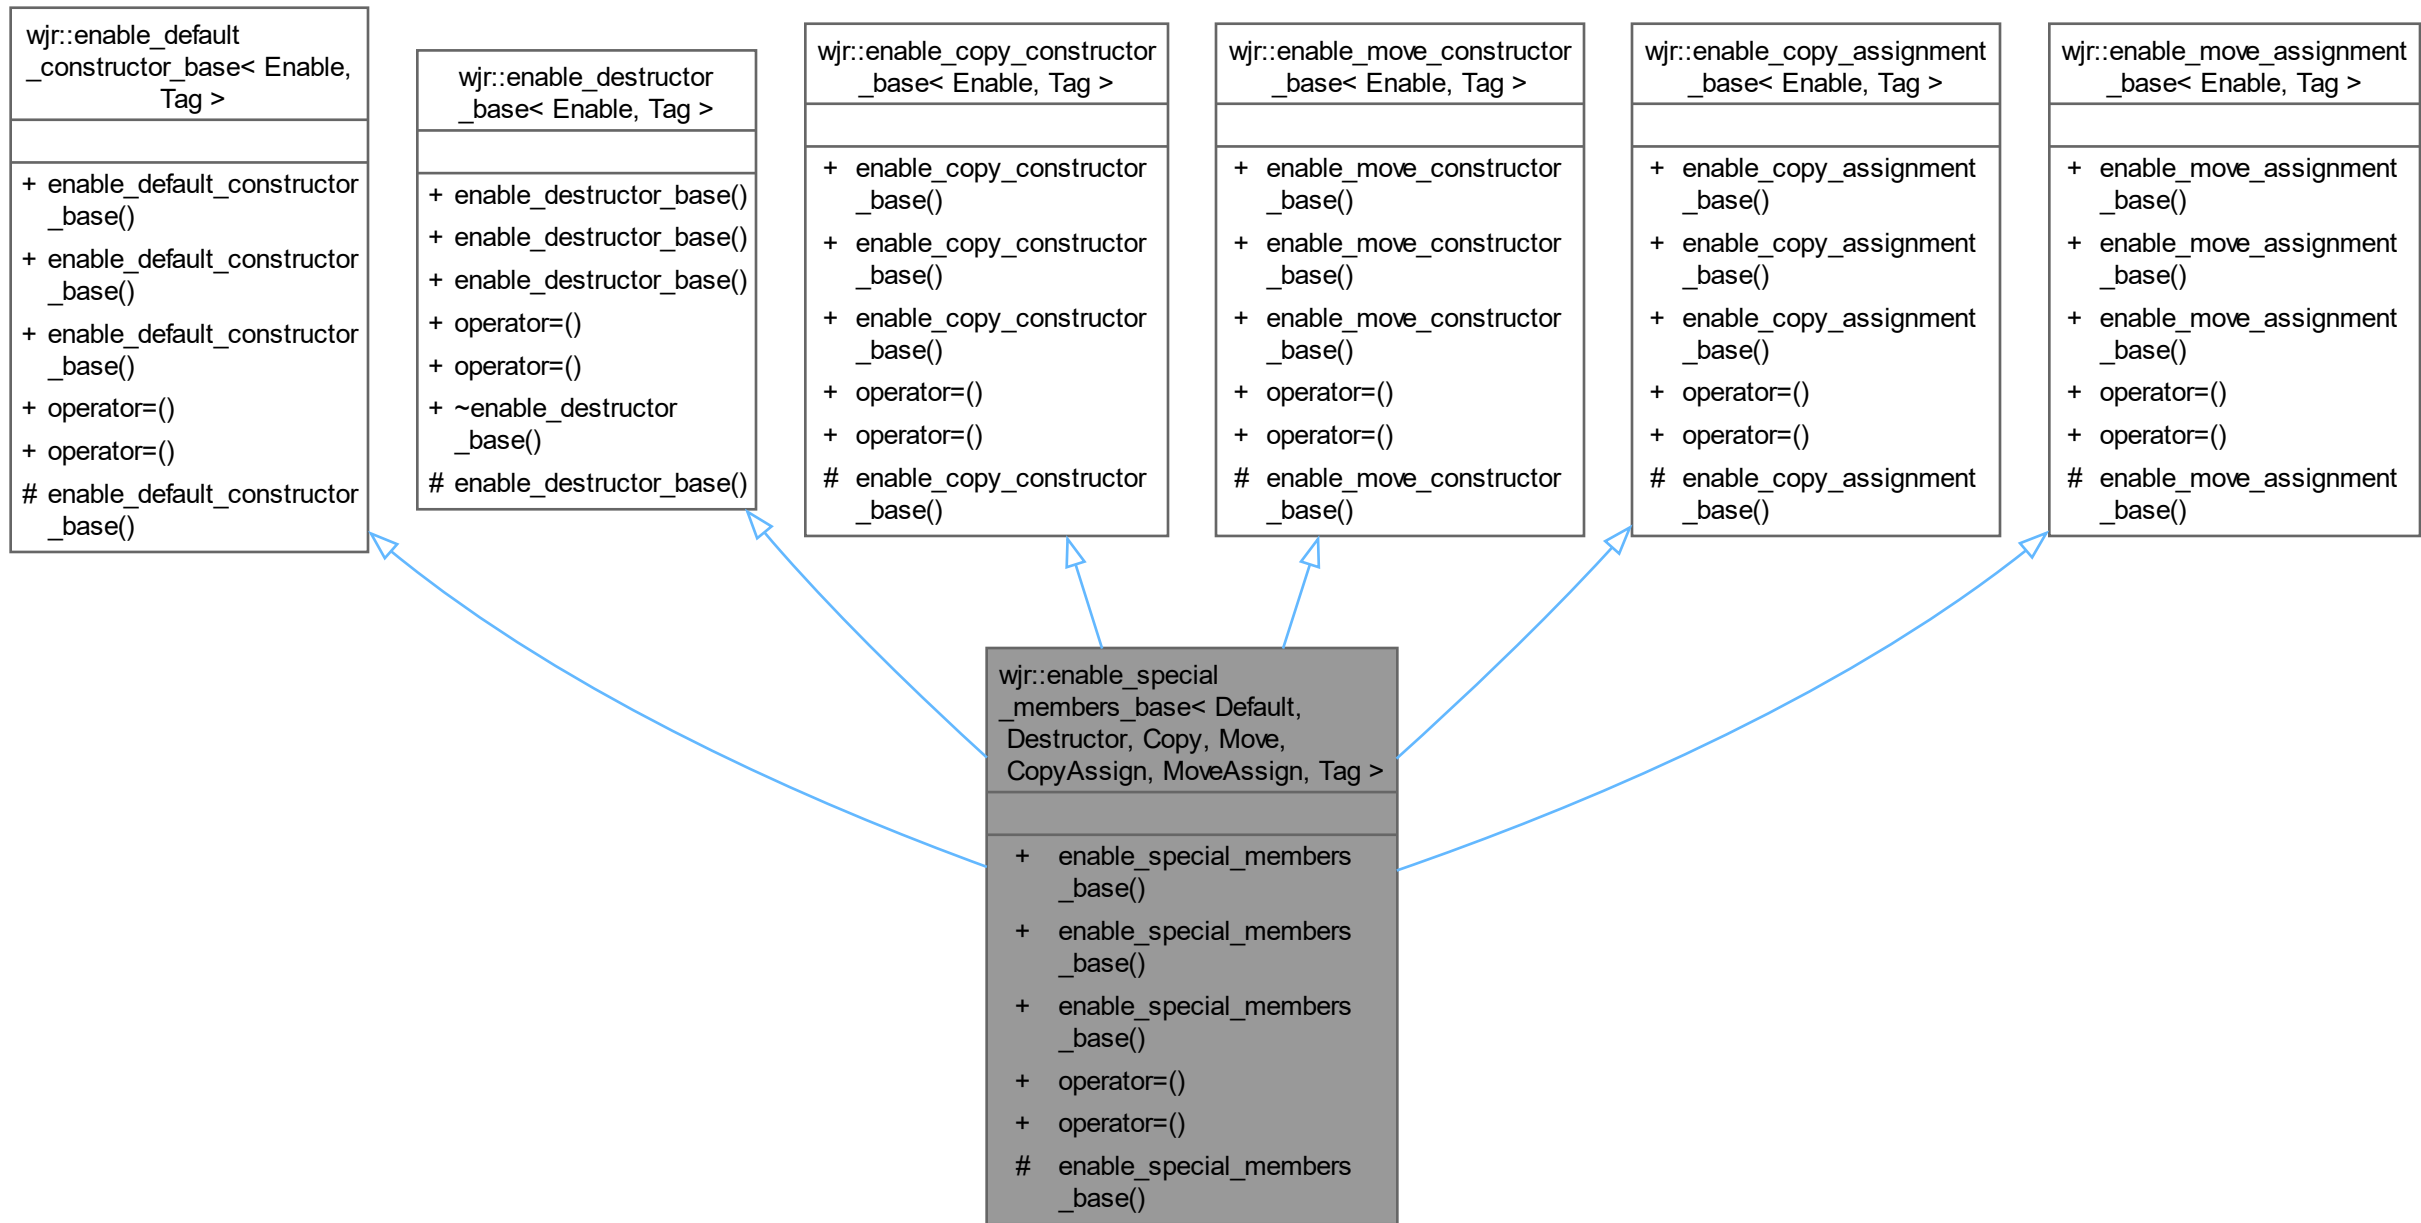 wjr::enable_default
_constructor_base< Enable,
Tag >
+ enable_default_constructor
_base()
+ enable_default_constructor
_base()
+ enable_default_constructor
_base()
+ operator=()
+ operator=()
# enable_default_constructor
_base()
wjr::enable_destructor
_base< Enable, Tag >
+ enable_destructor_base()
+ enable_destructor_base()
+ enable_destructor_base()
+ operator=()
+ operator=()
+ ~enable_destructor
_base()
# enable_destructor_base()
wjr::enable_copy_constructor
_base< Enable, Tag >
+ enable_copy_constructor
_base()
+ enable_copy_constructor
_base()
+ enable_copy_constructor
_base()
+ operator=()
+ operator=()
# enable_copy_constructor
_base()
wjr::enable_move_constructor
_base< Enable, Tag >
+ enable_move_constructor
_base()
+ enable_move_constructor
_base()
+ enable_move_constructor
_base()
+ operator=()
+ operator=()
# enable_move_constructor
_base()
wjr::enable_copy_assignment
_base< Enable, Tag >
+ enable_copy_assignment
_base()
+ enable_copy_assignment
_base()
+ enable_copy_assignment
_base()
+ operator=()
+ operator=()
# enable_copy_assignment
_base()
wjr::enable_move_assignment
_base< Enable, Tag >
+ enable_move_assignment
_base()
+ enable_move_assignment
_base()
+ enable_move_assignment
_base()
+ operator=()
+ operator=()
# enable_move_assignment
_base()
wjr::enable_special
_members_base< Default,
Destructor, Copy, Move,
CopyAssign, MoveAssign, Tag >
+ enable_special_members
_base()
+ enable_special_members
_base()
+ enable_special_members
_base()
+ operator=()
+ operator=()
# enable_special_members
_base()